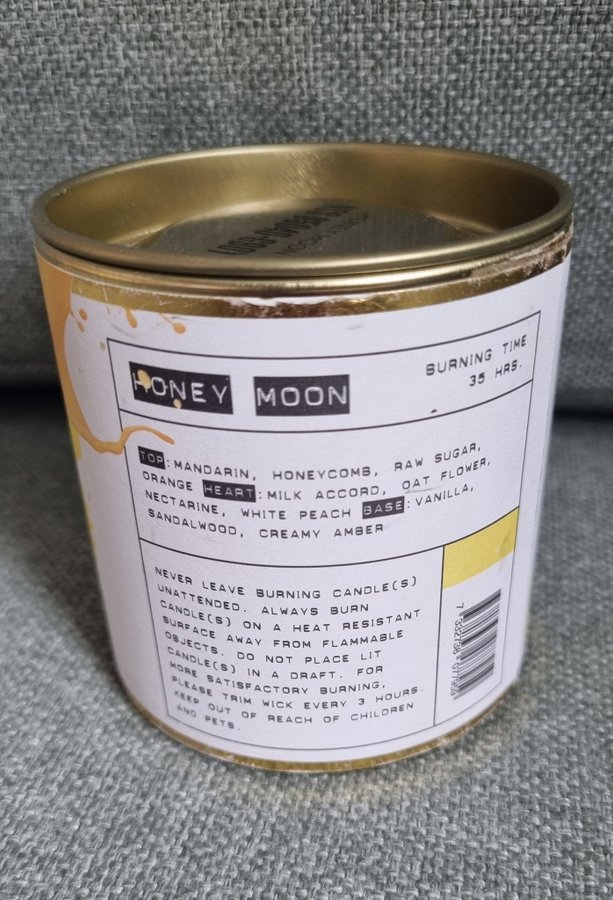 HONEY MOON
BURNING TIME
35 HRS.
TOP: MANDARIN, HONEYCOMB, RAW SUGAR,
ORANGE HEART: MILK ACCORD, OAT FLOWER,
NECTARINE, WHITE PEACH BASE: VANILLA,
SANDALWOOD, CREAMY AMBER
NEVER LEAVE BURNING CANDLE(S)
UNATTENDED. ALWAYS BURN
CANDLE(S) ON A HEAT RESISTANT
SURFACE AWAY FROM FLAMMABLE
OBJECTS. DO NOT PLACE LIT
CANDLE(S) IN A DRAFT. FOR
MORE SATISFACTORY BURNING,
PLEASE TRIM WICK EVERY 3 HOURS.
KEEP OUT OF REACH OF CHILDREN
AND PETS.